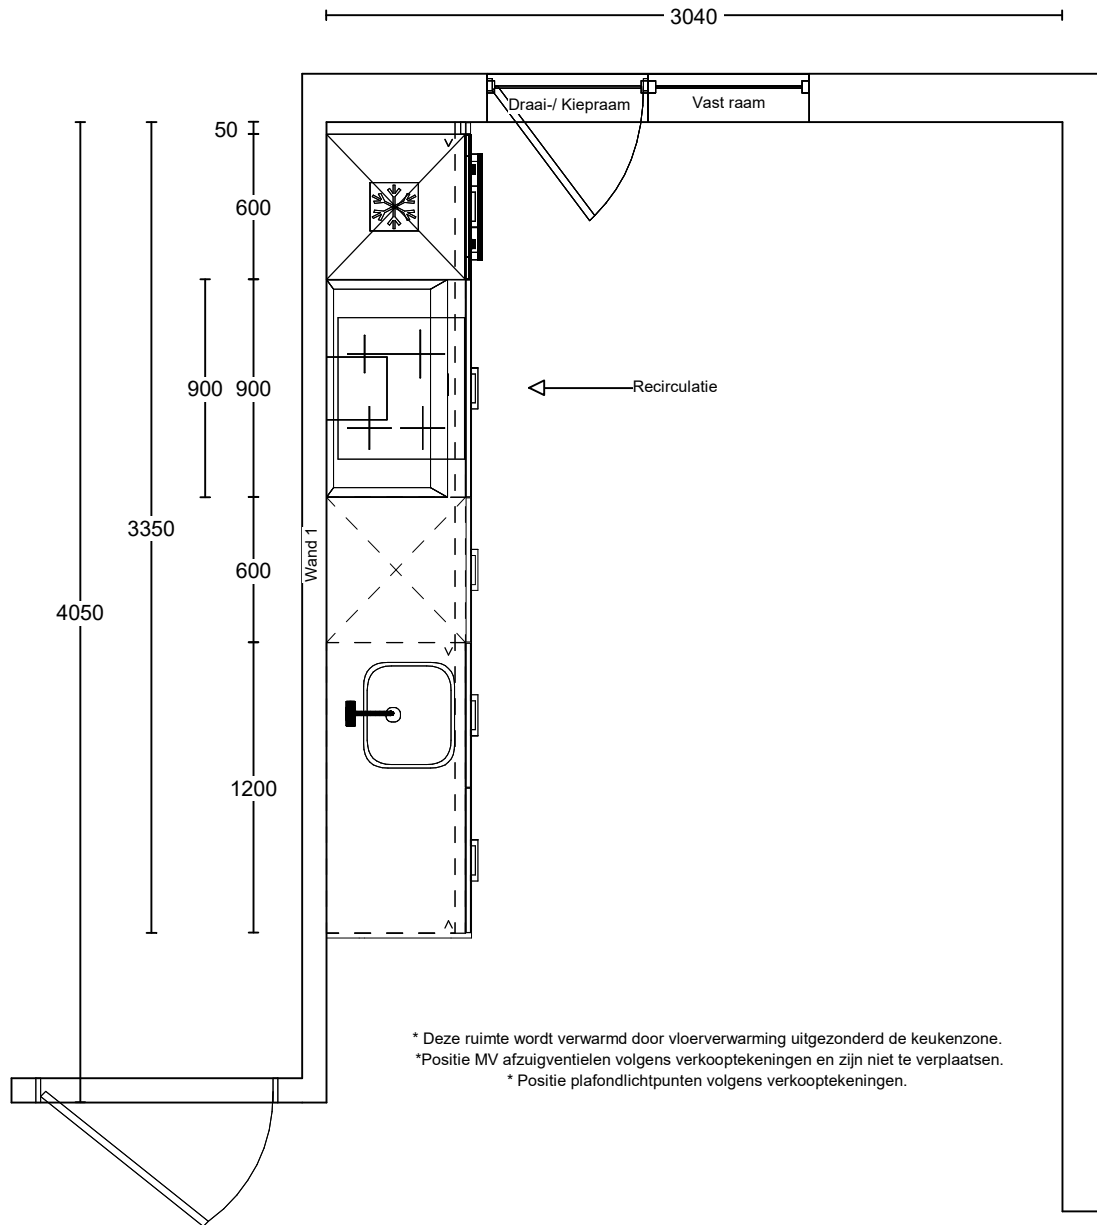 3040
Draai-/ Kiepraam
Vast raam
50
600
900
900
Recirculatie
3350
Wand 1
600
4050
1200
* Deze ruimte wordt verwarmd door vloerverwarming uitgezonderd de keukenzone.
*Positie MV afzuigventielen volgens verkooptekeningen en zijn niet te verplaatsen.
* Positie plafondlichtpunten volgens verkooptekeningen.